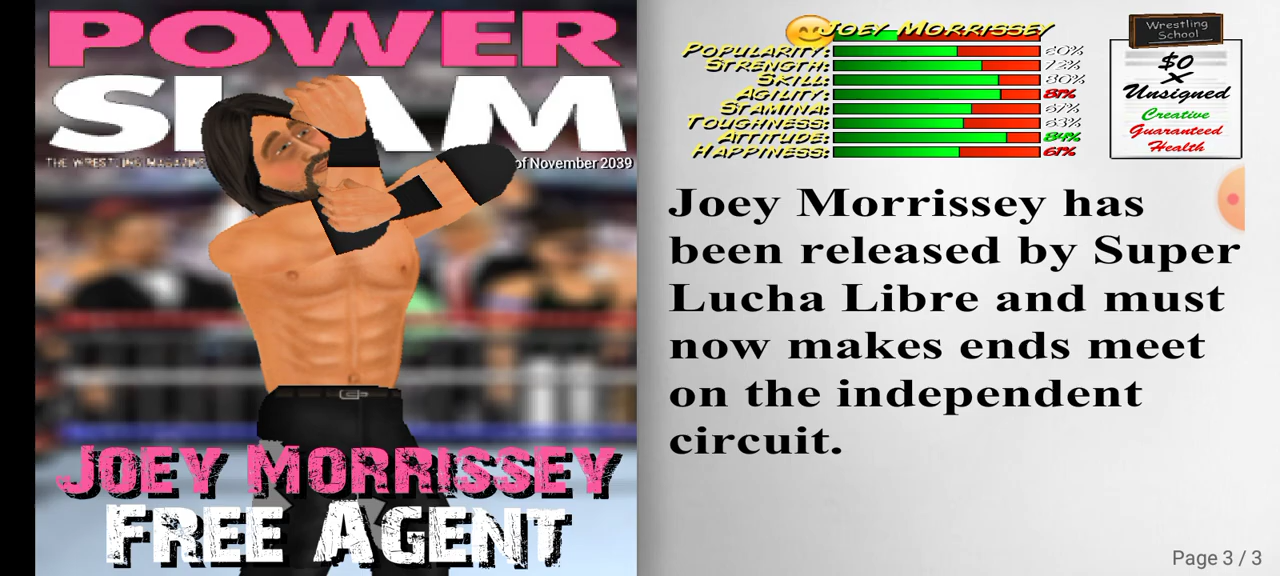 POWER
SLAM
THE WRESTLING MAGAZINE
of November 2039
JOEY MORRISSEY
FREE AGENT
JOEY MORRISSEY
POPULARITY: 60%
STRENGTH: 72%
SKILL: 80%
AGILITY: 81%
STAMINA: 67%
TOUGHNESS: 63%
ATTITUDE: 84%
HAPPINESS: 61%
Wrestling
School
$0
X
Unsigned
Creative
Guaranteed
Health
Joey Morrissey has
been released by Super
Lucha Libre and must
now makes ends meet
on the independent
circuit.
Page 3 / 3